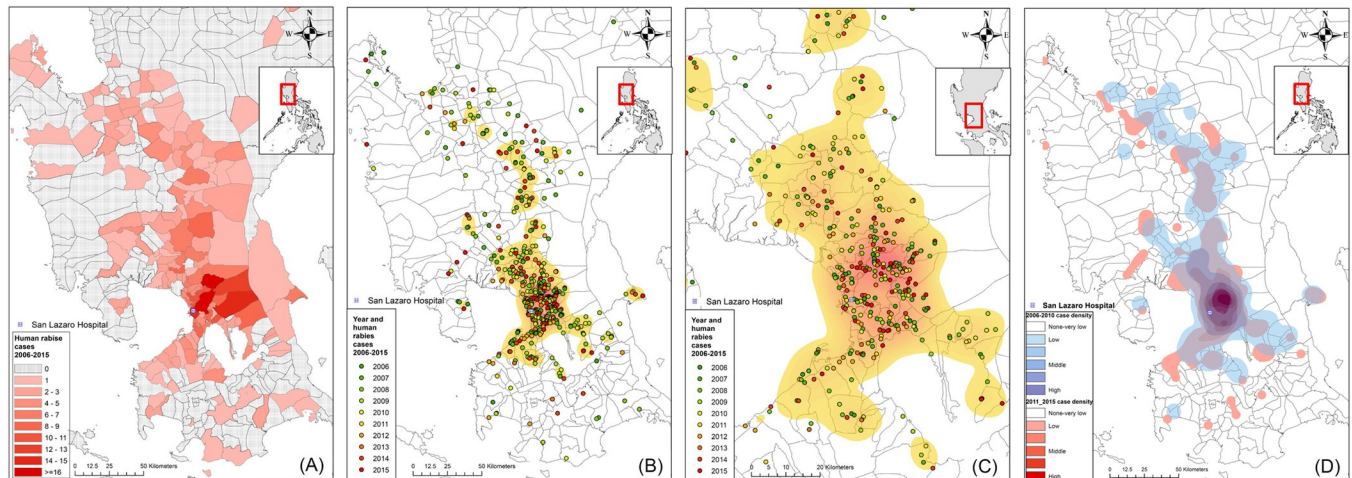 N
W E
S
San Lazaro Hospital
Human rabise
cases
2006-2015
0
1
2 - 3
4 - 5
6 - 7
8 - 9
10 - 11
12 - 13
14 - 15
>=16
0 12.5 25 50 Kilometers
(A)
N
W E
S
San Lazaro Hospital
Year and
human
rabies
cases
2006-2015
2006
2007
2008
2009
2010
2011
2012
2013
2014
2015
0 12.5 25 50 Kilometers
(B)
N
W E
S
San Lazaro Hospital
Year and
human
rabies cases
2006-2015
2006
2007
2008
2009
2010
2011
2012
2013
2014
2015
0 5 10 20 Kilometers
(C)
N
W E
S
San Lazaro Hospital
2006-2010 case density
None-very low
Low
Middle
High
2011_2015 case density
None-very low
Low
Middle
High
0 12.5 25 50 Kilometers
(D)